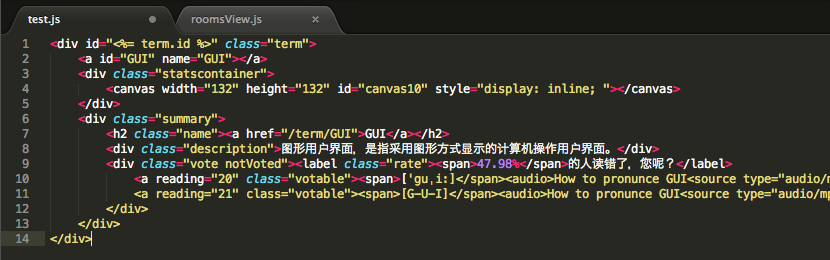 test.js
roomsView.js
1 <div id="<%= term.id %>" class="term">
2 <a id="GUI" name="GUI"></a>
3 <div class="statscontainer">
4 <canvas width="132" height="132" id="canvas10" style="display: inline; "></canvas>
5 </div>
6 <div class="summary">
7 <h2 class="name"><a href="/term/GUI">GUI</a></h2>
8 <div class="description">图形用户界面，是指采用图形方式显示的计算机操作用户界面。</div>
9 <div class="vote notVoted"><label class="rate"><span>47.98%</span>的人读错了，您呢？</label>
10 <a reading="20" class="votable"><span>['gu,i:]</span><audio>How to pronunce GUI<source type="audio/m
11 <a reading="21" class="votable"><span>[G-U-I]</span><audio>How to pronunce GUI<source type="audio/mp
12 </div>
13 </div>
14 </div>